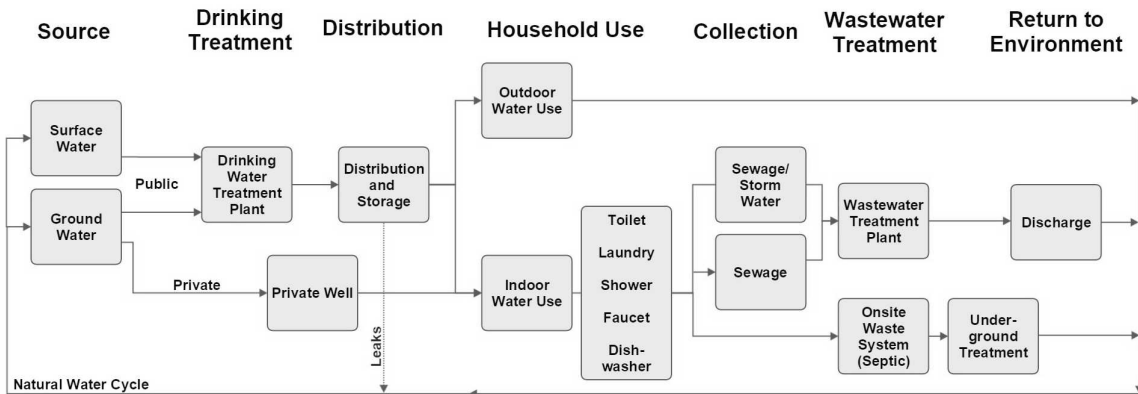 Source
Drinking
Treatment
Distribution
Household Use
Collection
Wastewater
Treatment
Return to
Environment
Surface
Water
Ground
Water
Public
Private
Drinking
Water
Treatment
Plant
Private Well
Distribution
and
Storage
Leaks
Outdoor
Water Use
Indoor
Water Use
Toilet
Laundry
Shower
Faucet
Dish-
washer
Sewage/
Storm
Water
Sewage
Wastewater
Treatment
Plant
Onsite
Waste
System
(Septic)
Discharge
Under-
ground
Treatment
Natural Water Cycle